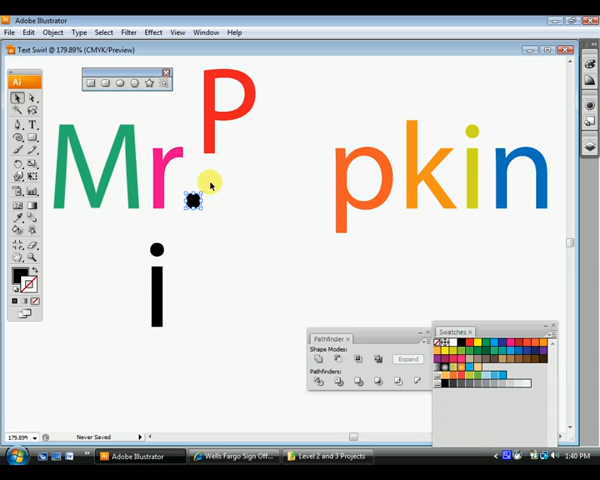 Adobe Illustrator
File Edit Object Type Select Filter Effect View Window Help
Text Swirl @ 179.89% (CMYK/Preview)
Ai
P
Mr. pkin
i
Pathfinder
Shape Modes:
Expand
Pathfinders:
Swatches
179.89% Never Saved
Adobe Illustrator Wells Fargo Sign Off... Level 2 and 3 Projects 1:40 PM